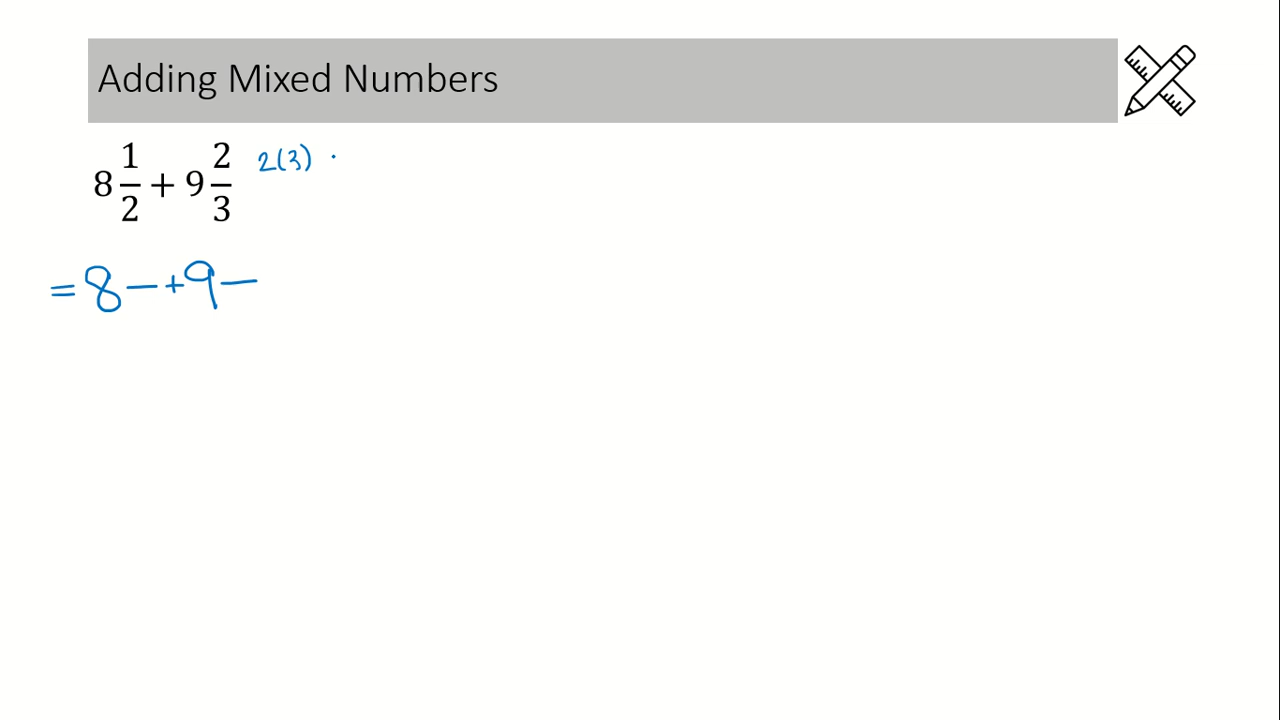 Adding Mixed Numbers
8 1/2 + 9 2/3 2(3)
= 8 — + 9 —